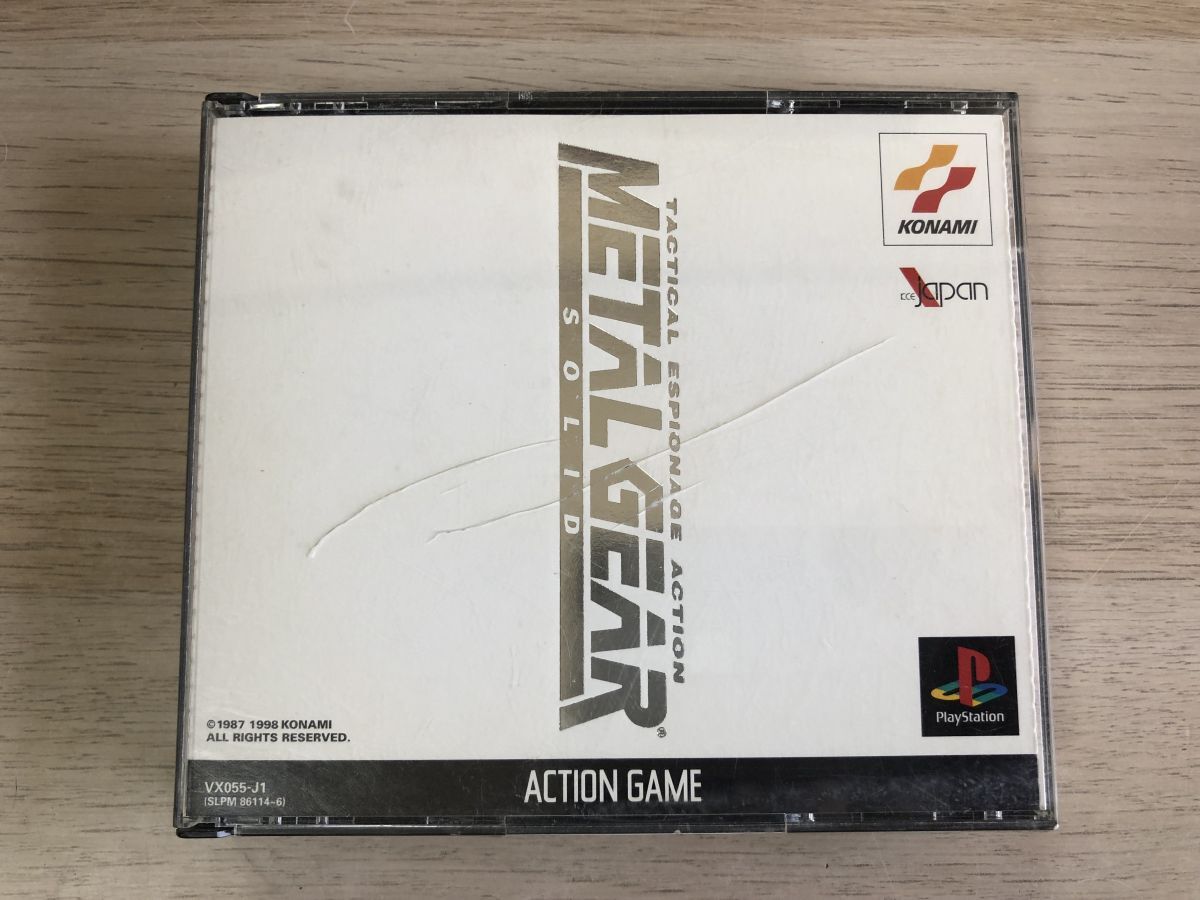 TACTICAL ESPIONAGE ACTION
METAL GEAR®
SOLID
KONAMI
KCE japan
PlayStation
©1987 1998 KONAMI
ALL RIGHTS RESERVED.
VX055-J1
(SLPM 86114~6)
ACTION GAME